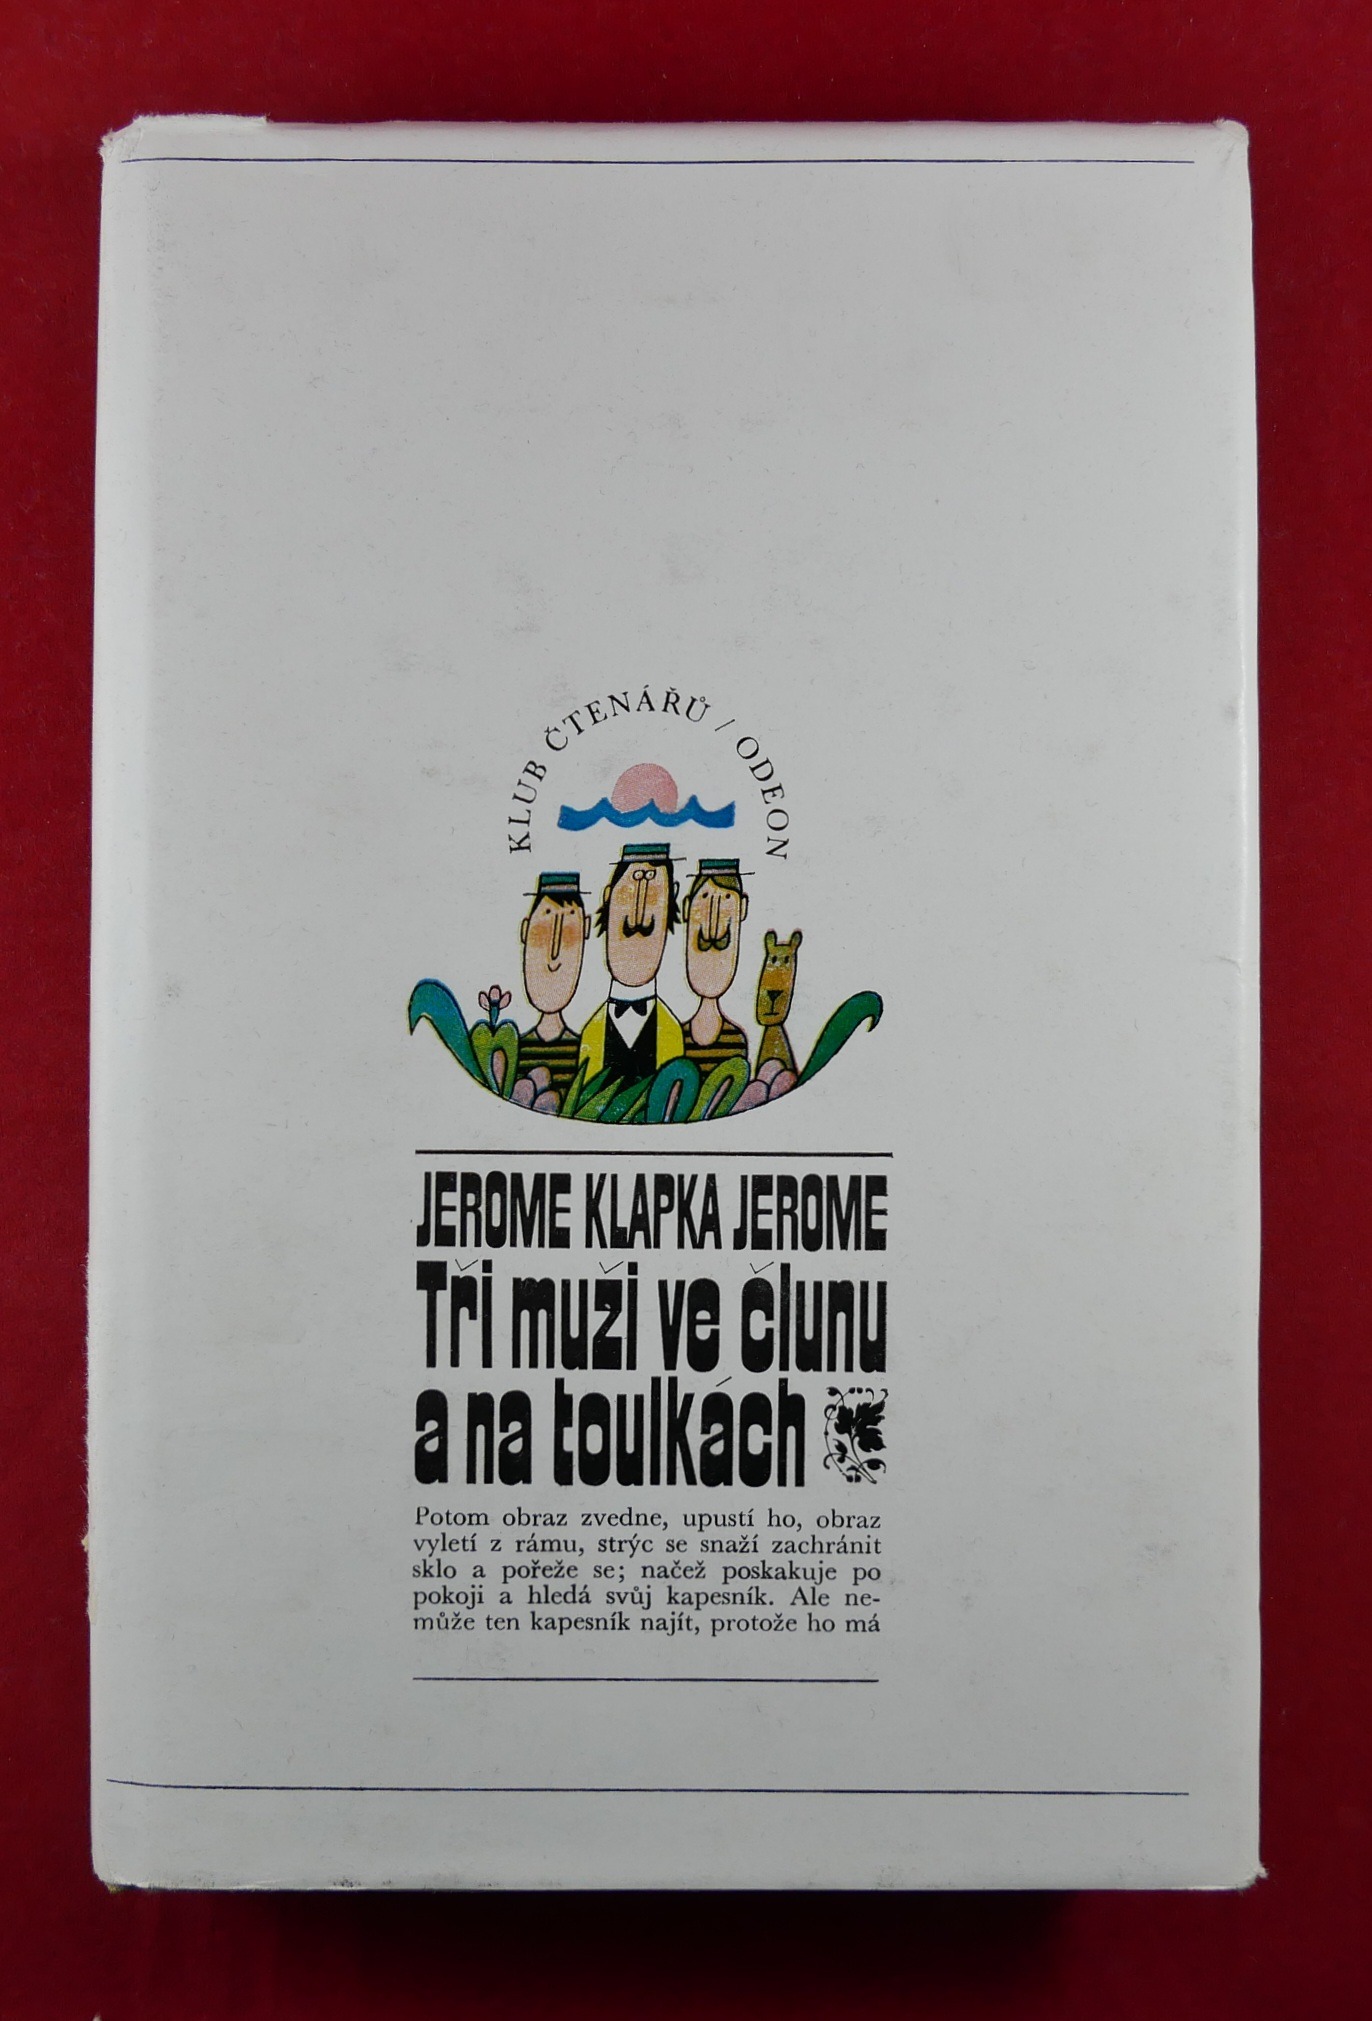 KLUB ČTENÁŘŮ / ODEON
JEROME KLAPKA JEROME
Tři muži ve člunu
a na toulkách
Potom obraz zvedne, upustí ho, obraz
vyletí z rámu, strýc se snaží zachránit
sklo a pořeže se; načež poskakuje po
pokoji a hledá svůj kapesník. Ale ne-
může ten kapesník najít, protože ho má